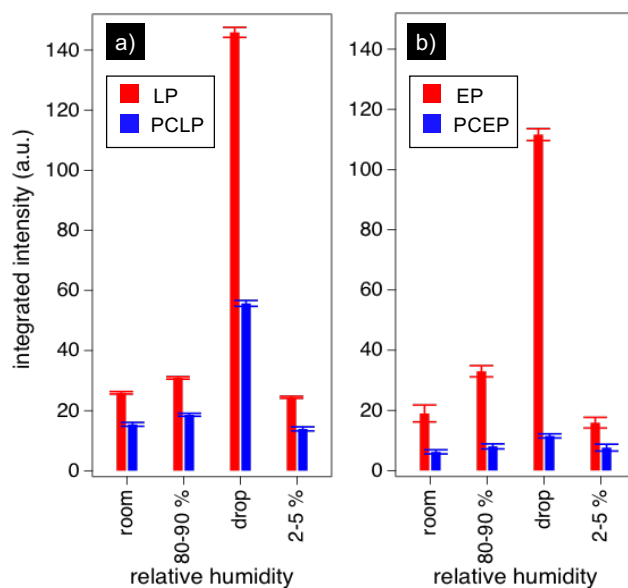 a)
LP
PCLP
integrated intensity (a.u.)
140
120
100
80
60
40
20
0
room
80-90 %
drop
2-5 %
relative humidity
b)
EP
PCEP
140
120
100
80
60
40
20
0
room
80-90 %
drop
2-5 %
relative humidity